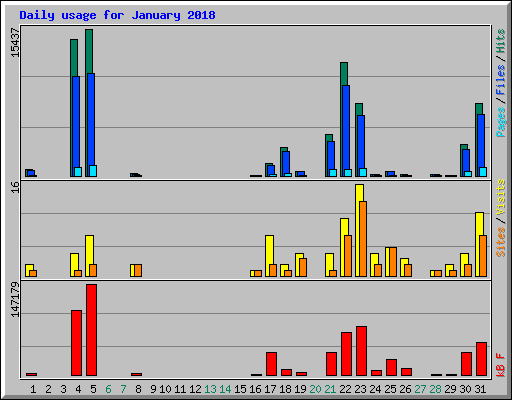 Daily usage for January 2018
15437
Pages/Files/Hits
16
Sites/Visits
147179
kB F
1 2 3 4 5 6 7 8 9 10 11 12 13 14 15 16 17 18 19 20 21 22 23 24 25 26 27 28 29 30 31